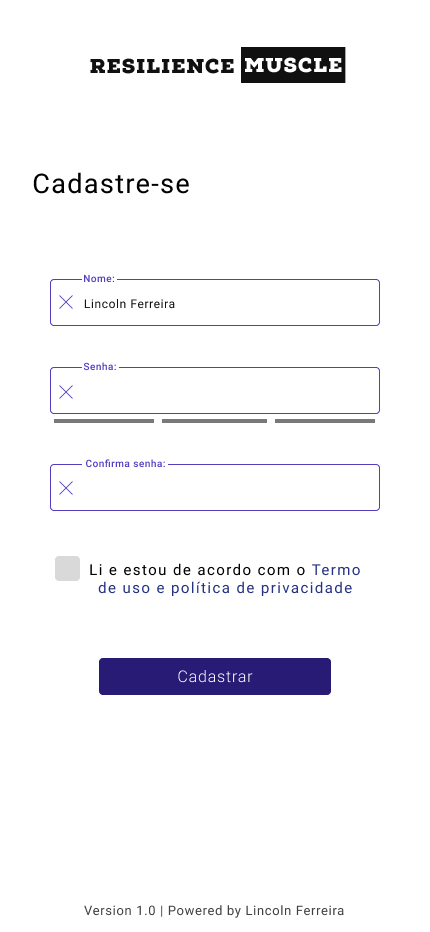 RESILIENCE MUSCLE
Cadastre-se
Nome:
Lincoln Ferreira
Senha:
Confirma senha:
Li e estou de acordo com o Termo
de uso e política de privacidade
Cadastrar
Version 1.0 | Powered by Lincoln Ferreira